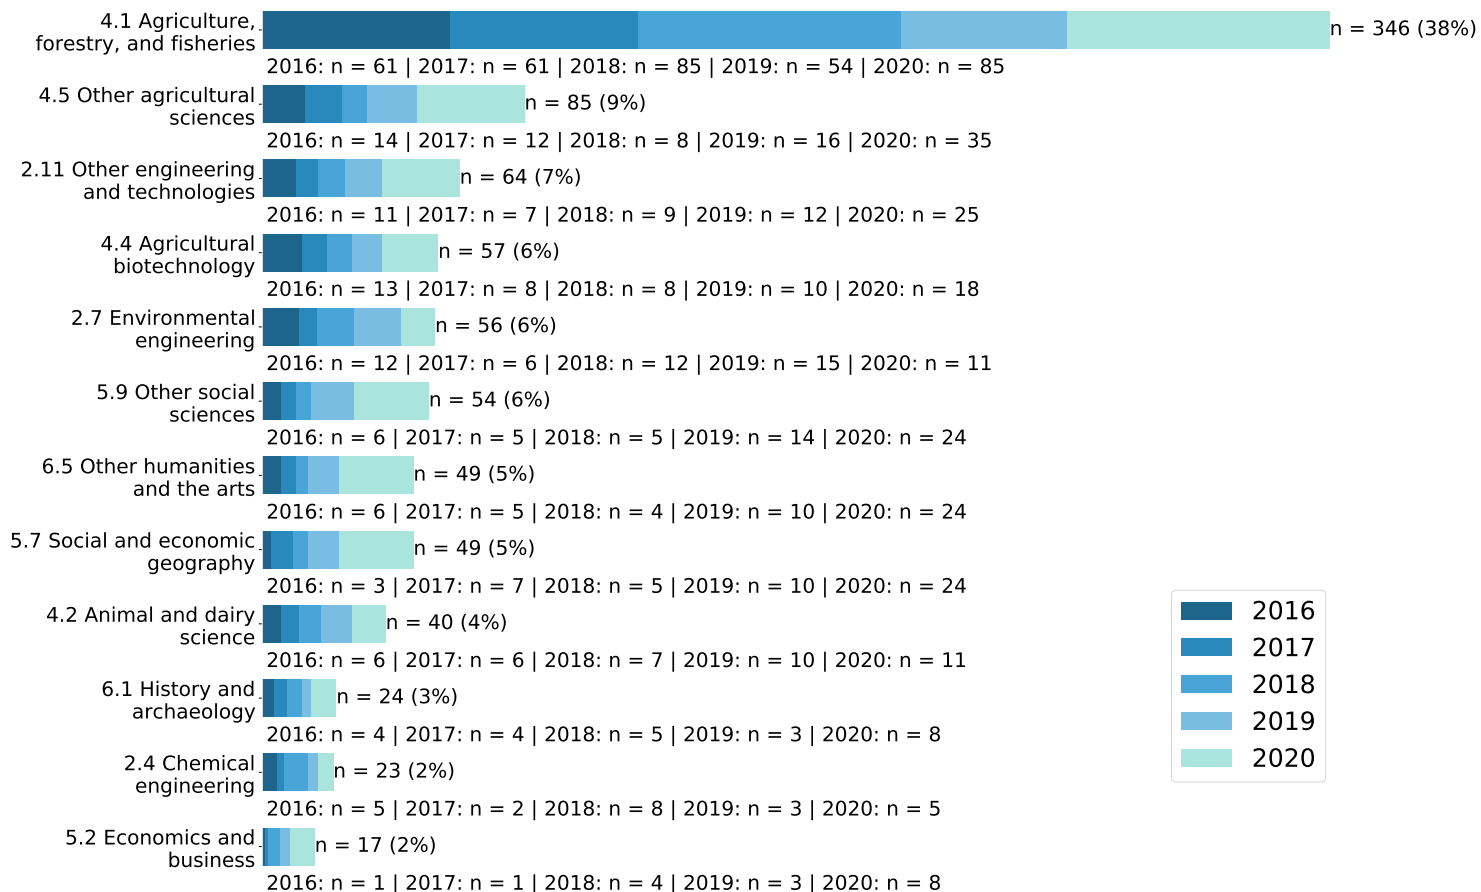 4.1 Agriculture,
forestry, and fisheries
n = 346 (38%)
2016: n = 61 | 2017: n = 61 | 2018: n = 85 | 2019: n = 54 | 2020: n = 85
4.5 Other agricultural
sciences
n = 85 (9%)
2016: n = 14 | 2017: n = 12 | 2018: n = 8 | 2019: n = 16 | 2020: n = 35
2.11 Other engineering
and technologies
n = 64 (7%)
2016: n = 11 | 2017: n = 7 | 2018: n = 9 | 2019: n = 12 | 2020: n = 25
4.4 Agricultural
biotechnology
n = 57 (6%)
2016: n = 13 | 2017: n = 8 | 2018: n = 8 | 2019: n = 10 | 2020: n = 18
2.7 Environmental
engineering
n = 56 (6%)
2016: n = 12 | 2017: n = 6 | 2018: n = 12 | 2019: n = 15 | 2020: n = 11
5.9 Other social
sciences
n = 54 (6%)
2016: n = 6 | 2017: n = 5 | 2018: n = 5 | 2019: n = 14 | 2020: n = 24
6.5 Other humanities
and the arts
n = 49 (5%)
2016: n = 6 | 2017: n = 5 | 2018: n = 4 | 2019: n = 10 | 2020: n = 24
5.7 Social and economic
geography
n = 49 (5%)
2016: n = 3 | 2017: n = 7 | 2018: n = 5 | 2019: n = 10 | 2020: n = 24
4.2 Animal and dairy
science
n = 40 (4%)
2016: n = 6 | 2017: n = 6 | 2018: n = 7 | 2019: n = 10 | 2020: n = 11
6.1 History and
archaeology
n = 24 (3%)
2016: n = 4 | 2017: n = 4 | 2018: n = 5 | 2019: n = 3 | 2020: n = 8
2.4 Chemical
engineering
n = 23 (2%)
2016: n = 5 | 2017: n = 2 | 2018: n = 8 | 2019: n = 3 | 2020: n = 5
5.2 Economics and
business
n = 17 (2%)
2016: n = 1 | 2017: n = 1 | 2018: n = 4 | 2019: n = 3 | 2020: n = 8
2016
2017
2018
2019
2020